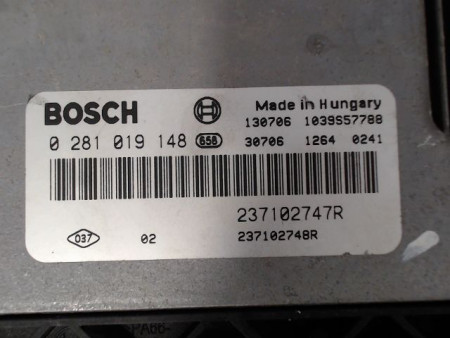 BOSCH
Made in Hungary
130706 1039S57788
0 281 019 148 656 30706 1264 0241
237102747R
037 02 237102748R